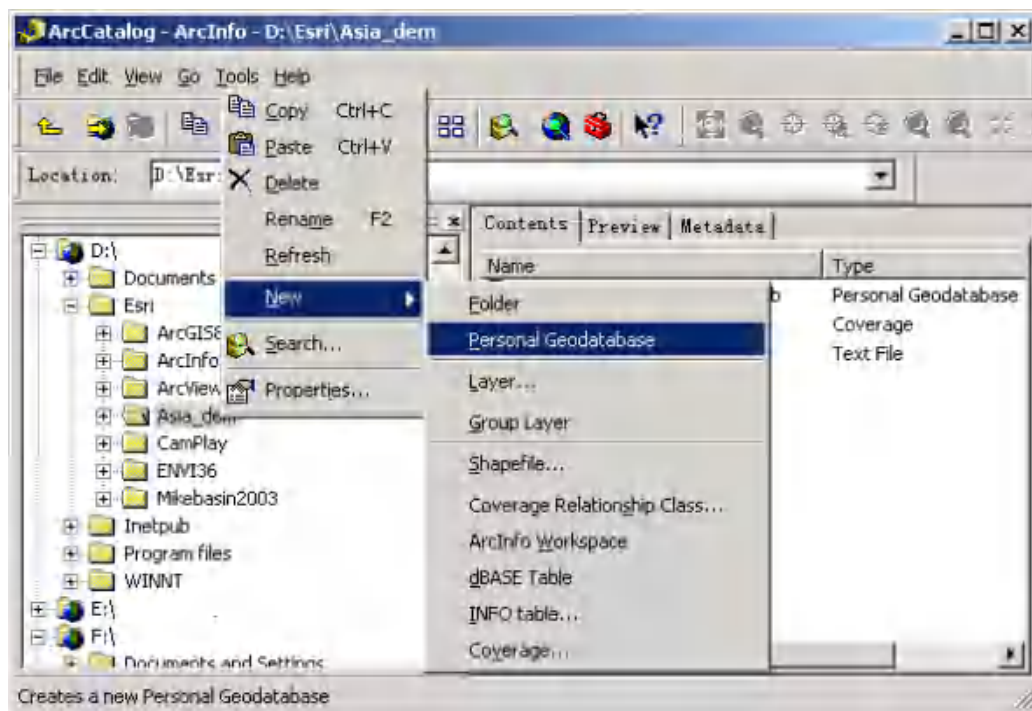 ArcCatalog - ArcInfo - D:\Esri\Asia_dem
File Edit View Go Tools Help
Location: D:\Esr
Copy Ctrl+C
Paste Ctrl+V
Delete
Rename F2
Refresh
New
Search...
Properties...
D:\
Documents
Esri
ArcGIS8
ArcInfo
ArcView
Asia_dem
CamPlay
ENVI36
Mikebasin2003
Inetpub
Program files
WINNT
E:\
F:\
Documents and Settings
Contents Preview Metadata
Name Type
b Personal Geodatabase
Coverage
Text File
Folder
Personal Geodatabase
Layer...
Group Layer
Shapefile...
Coverage Relationship Class...
ArcInfo Workspace
dBASE Table
INFO table...
Coverage...
Creates a new Personal Geodatabase